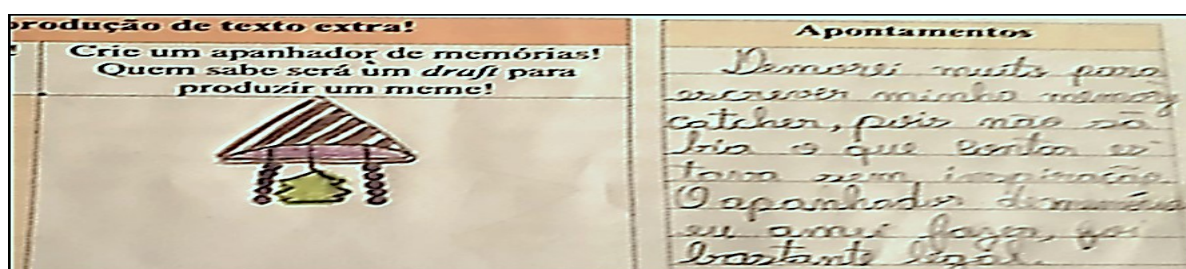 produção de texto extra!
Crie um apanhador de memórias!
Quem sabe será um draft para
produzir um meme!
Apontamentos
Demorei muito para
escrever minha memory
catcher, pois não sa
bia o que contar es
tava sem inspiração
O apanhador de memórias
eu amei fazer, foi
bastante legal.